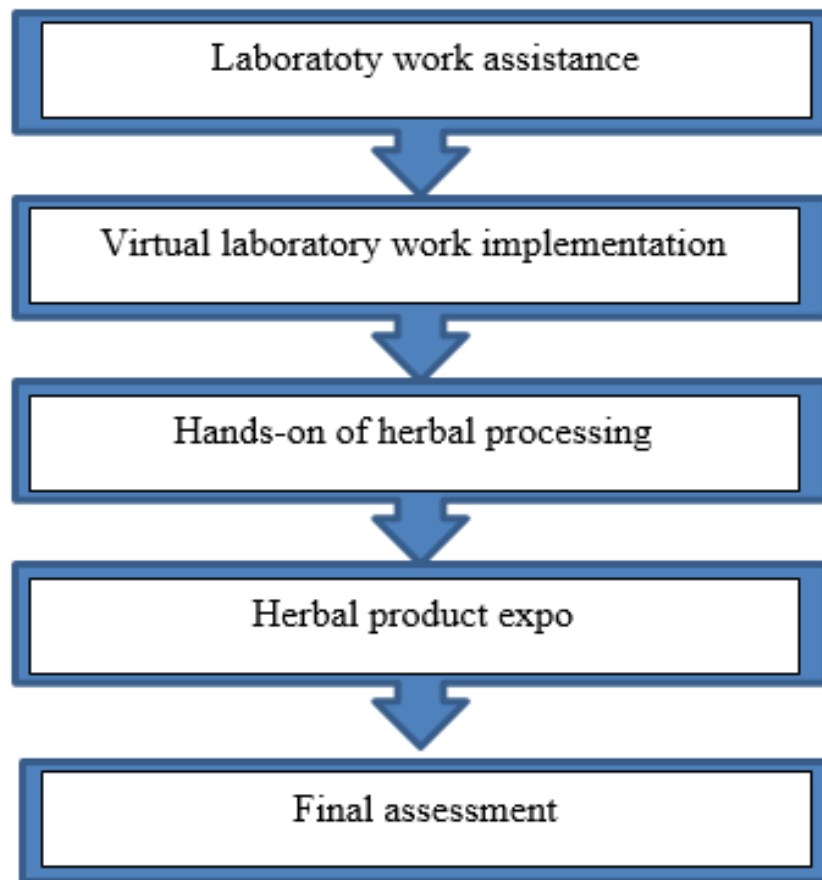 Laboratoty work assistance
Virtual laboratory work implementation
Hands-on of herbal processing
Herbal product expo
Final assessment